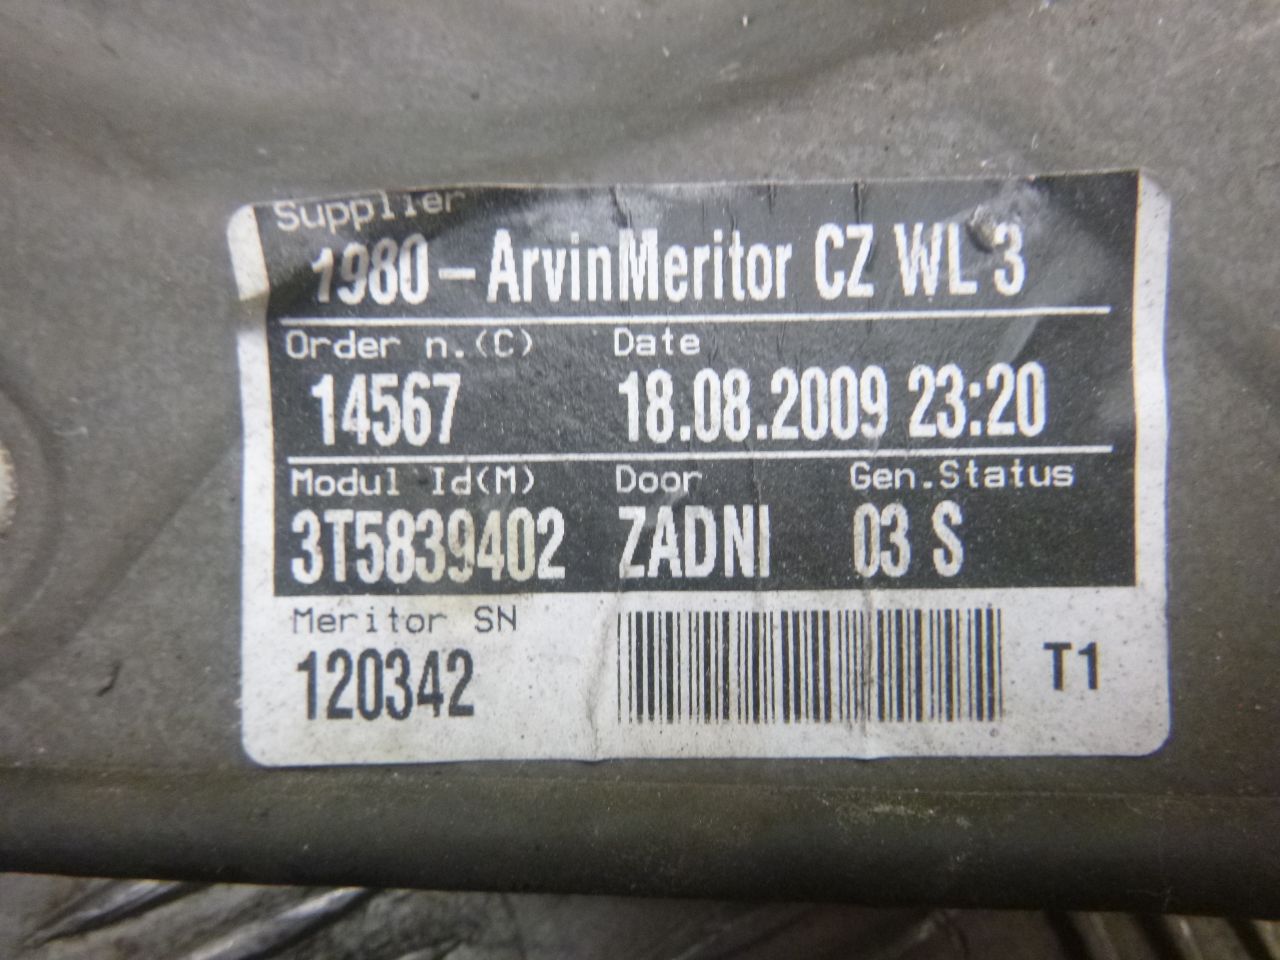 Supplier
1980-ArvinMeritor CZ WL 3
Order n.(C) Date
14567 18.08.2009 23:20
Modul Id(M) Door Gen.Status
3T5839402 ZADNI 03 S
Meritor SN
120342 T1